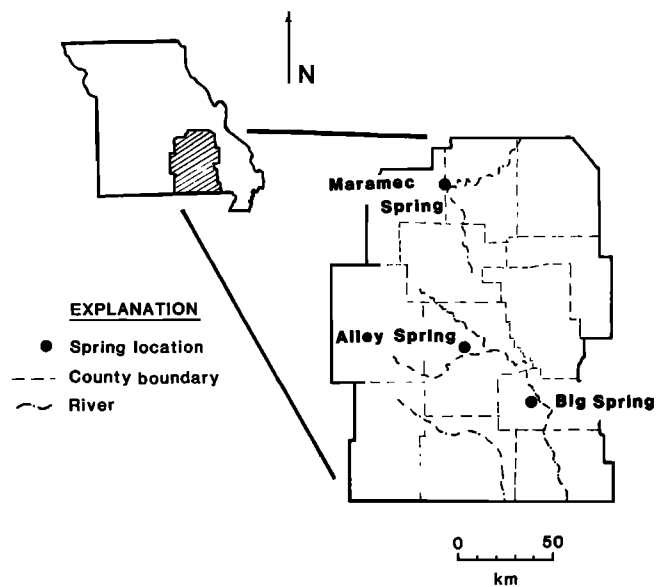 N
Maramec
Spring
EXPLANATION
Spring location
County boundary
River
Alley Spring
Big Spring
0 50
km